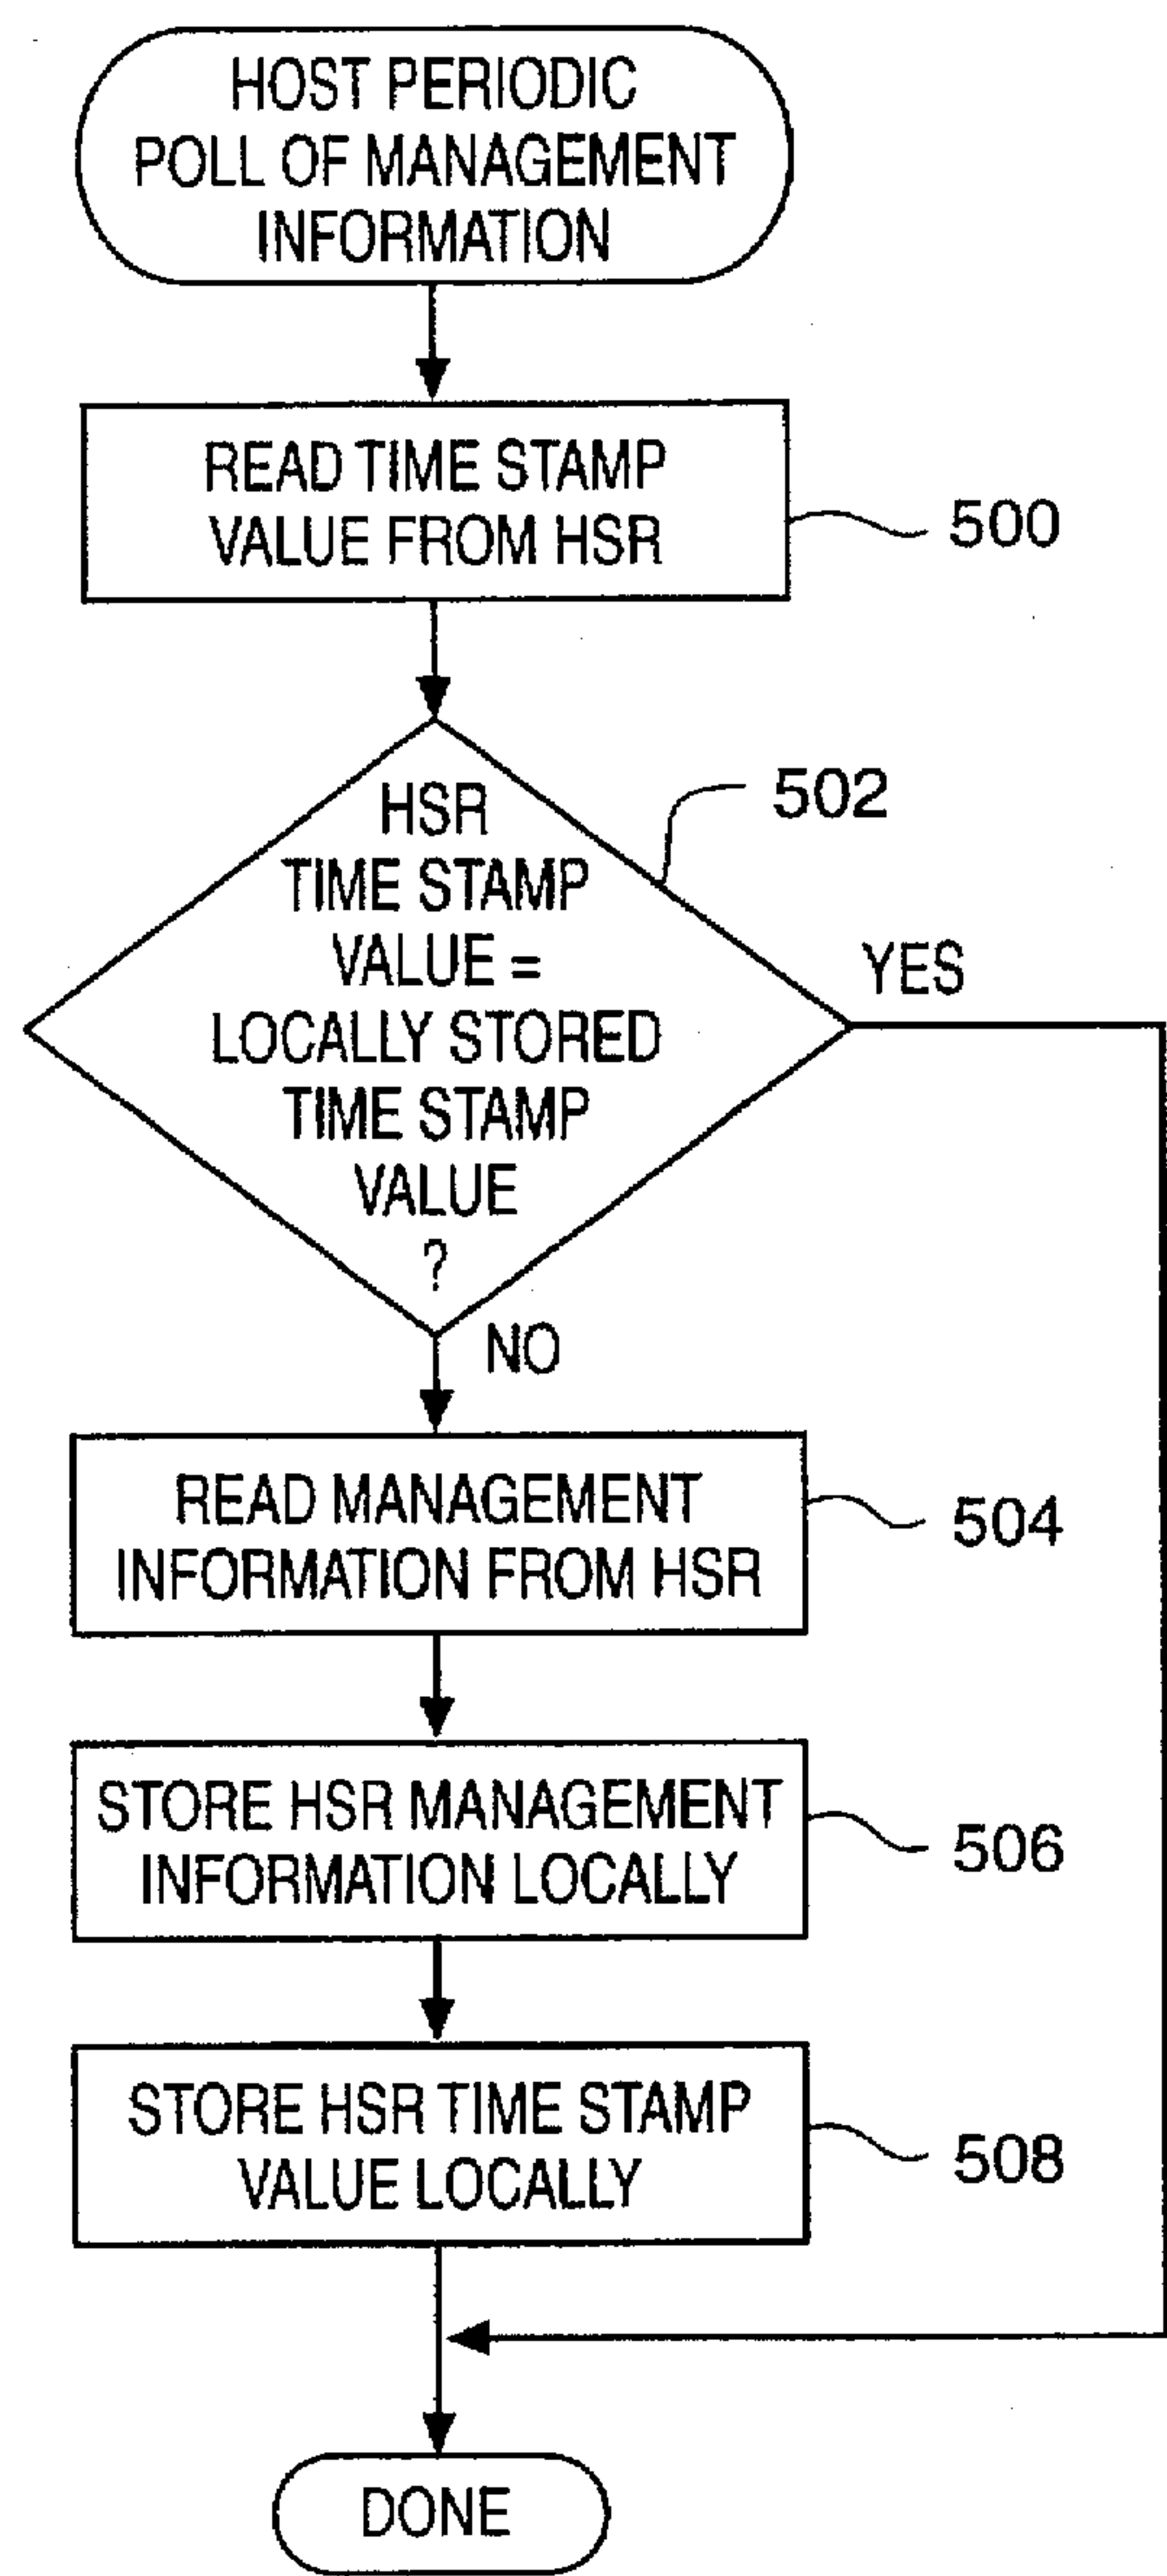 HOST PERIODIC
POLL OF MANAGEMENT
INFORMATION
READ TIME STAMP
VALUE FROM HSR
500
HSR
TIME STAMP
VALUE =
LOCALLY STORED
TIME STAMP
VALUE
?
502
YES
NO
READ MANAGEMENT
INFORMATION FROM HSR
504
STORE HSR MANAGEMENT
INFORMATION LOCALLY
506
STORE HSR TIME STAMP
VALUE LOCALLY
508
DONE